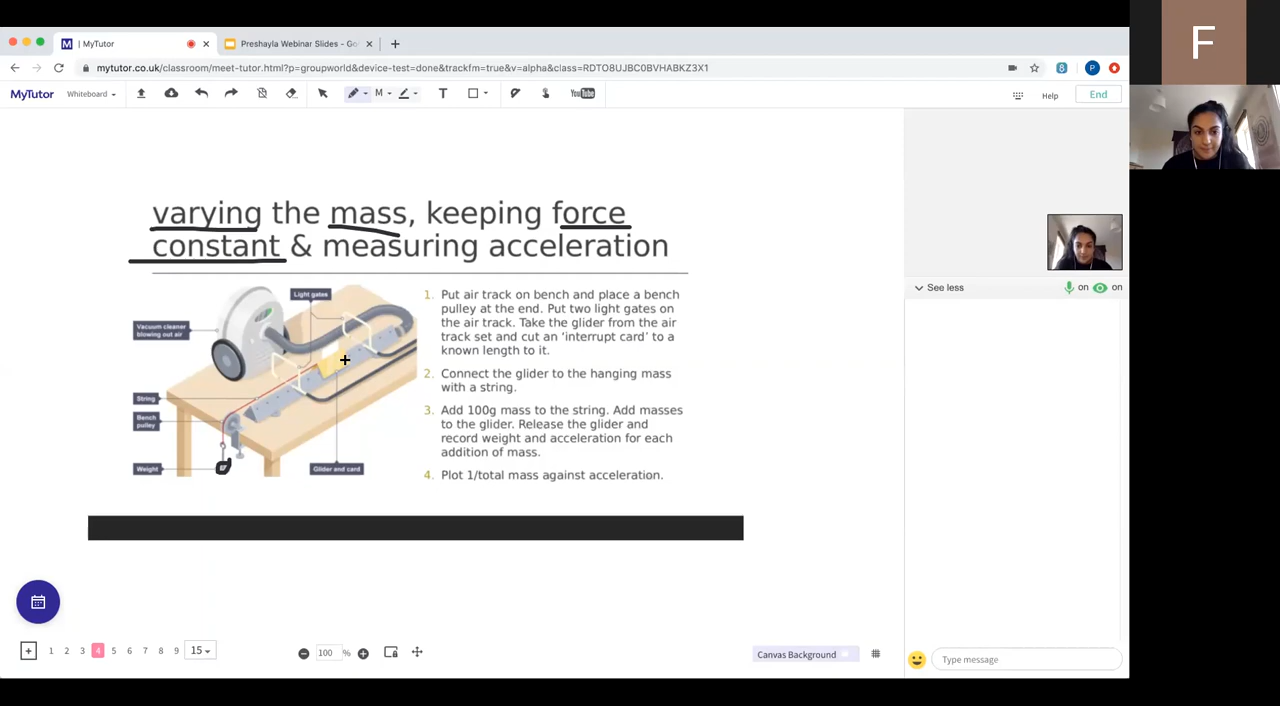 M | MyTutor
Preshayla Webinar Slides - Go
mytutor.co.uk/classroom/meet-tutor.html?p=groupworld&device-test=done&trackfm=true&v=alpha&class=RDTO8UJBC0BVHABKZ3X1
8
P
F
MyTutor
Whiteboard
M
T
YouTube
Help
End
varying the mass, keeping force
constant & measuring acceleration
Light gates
Vacuum cleaner
blowing out air
String
Bench
pulley
Weight
Glider and card
1. Put air track on bench and place a bench
pulley at the end. Put two light gates on
the air track. Take the glider from the air
track set and cut an ‘interrupt card’ to a
known length to it.
2. Connect the glider to the hanging mass
with a string.
3. Add 100g mass to the string. Add masses
to the glider. Release the glider and
record weight and acceleration for each
addition of mass.
4. Plot 1/total mass against acceleration.
See less
on
on
1 2 3 4 5 6 7 8 9 15
100 %
Canvas Background
Type message